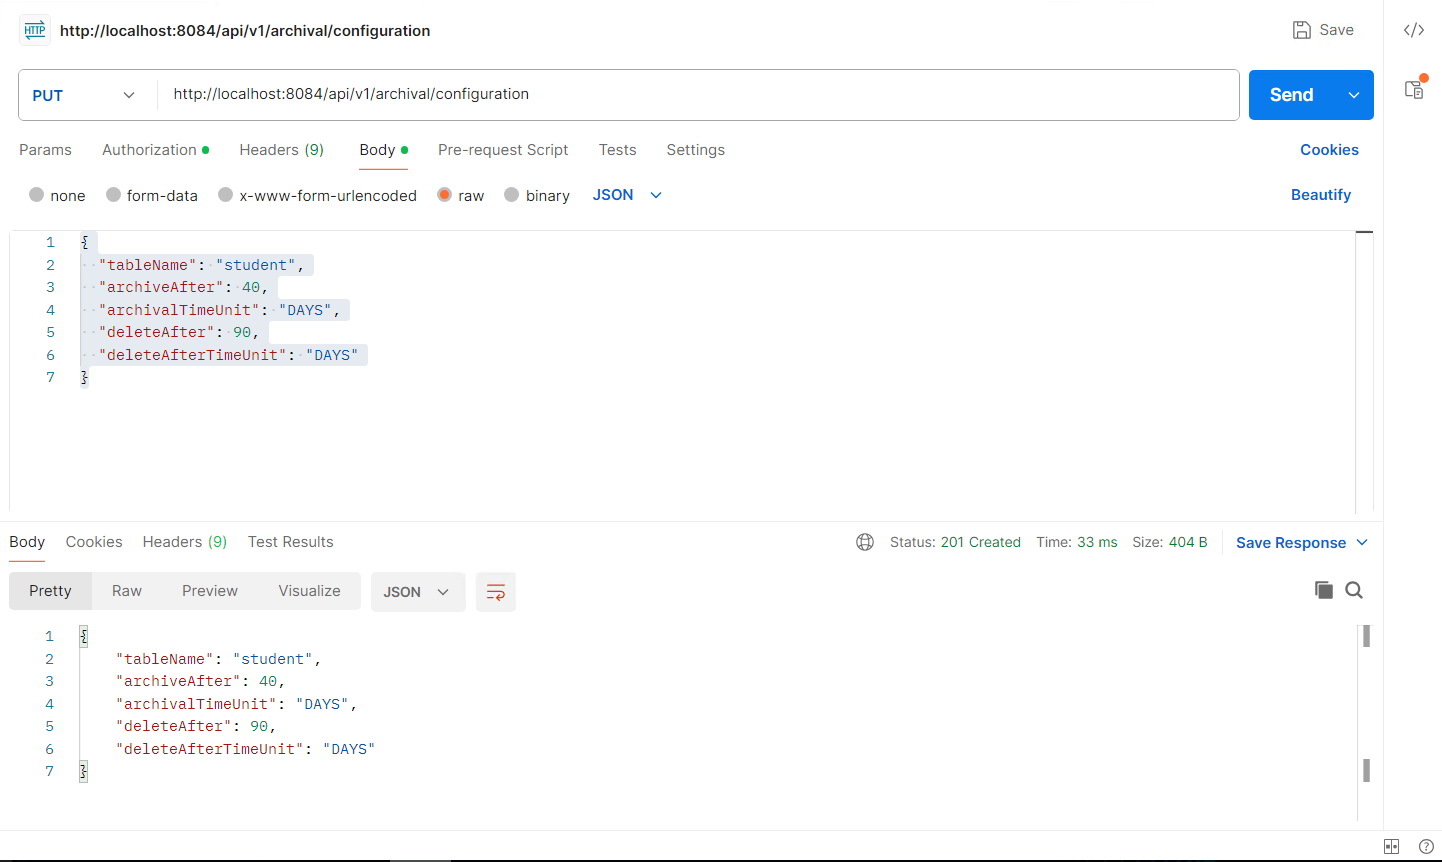 HTTP http://localhost:8084/api/v1/archival/configuration Save </>
PUT http://localhost:8084/api/v1/archival/configuration Send
Params Authorization Headers (9) Body Pre-request Script Tests Settings Cookies
none form-data x-www-form-urlencoded raw binary JSON Beautify
1 {
2 "tableName": "student",
3 "archiveAfter": 40,
4 "archivalTimeUnit": "DAYS",
5 "deleteAfter": 90,
6 "deleteAfterTimeUnit": "DAYS"
7 }
Body Cookies Headers (9) Test Results Status: 201 Created Time: 33 ms Size: 404 B Save Response
Pretty Raw Preview Visualize JSON
1 {
2 "tableName": "student",
3 "archiveAfter": 40,
4 "archivalTimeUnit": "DAYS",
5 "deleteAfter": 90,
6 "deleteAfterTimeUnit": "DAYS"
7 }